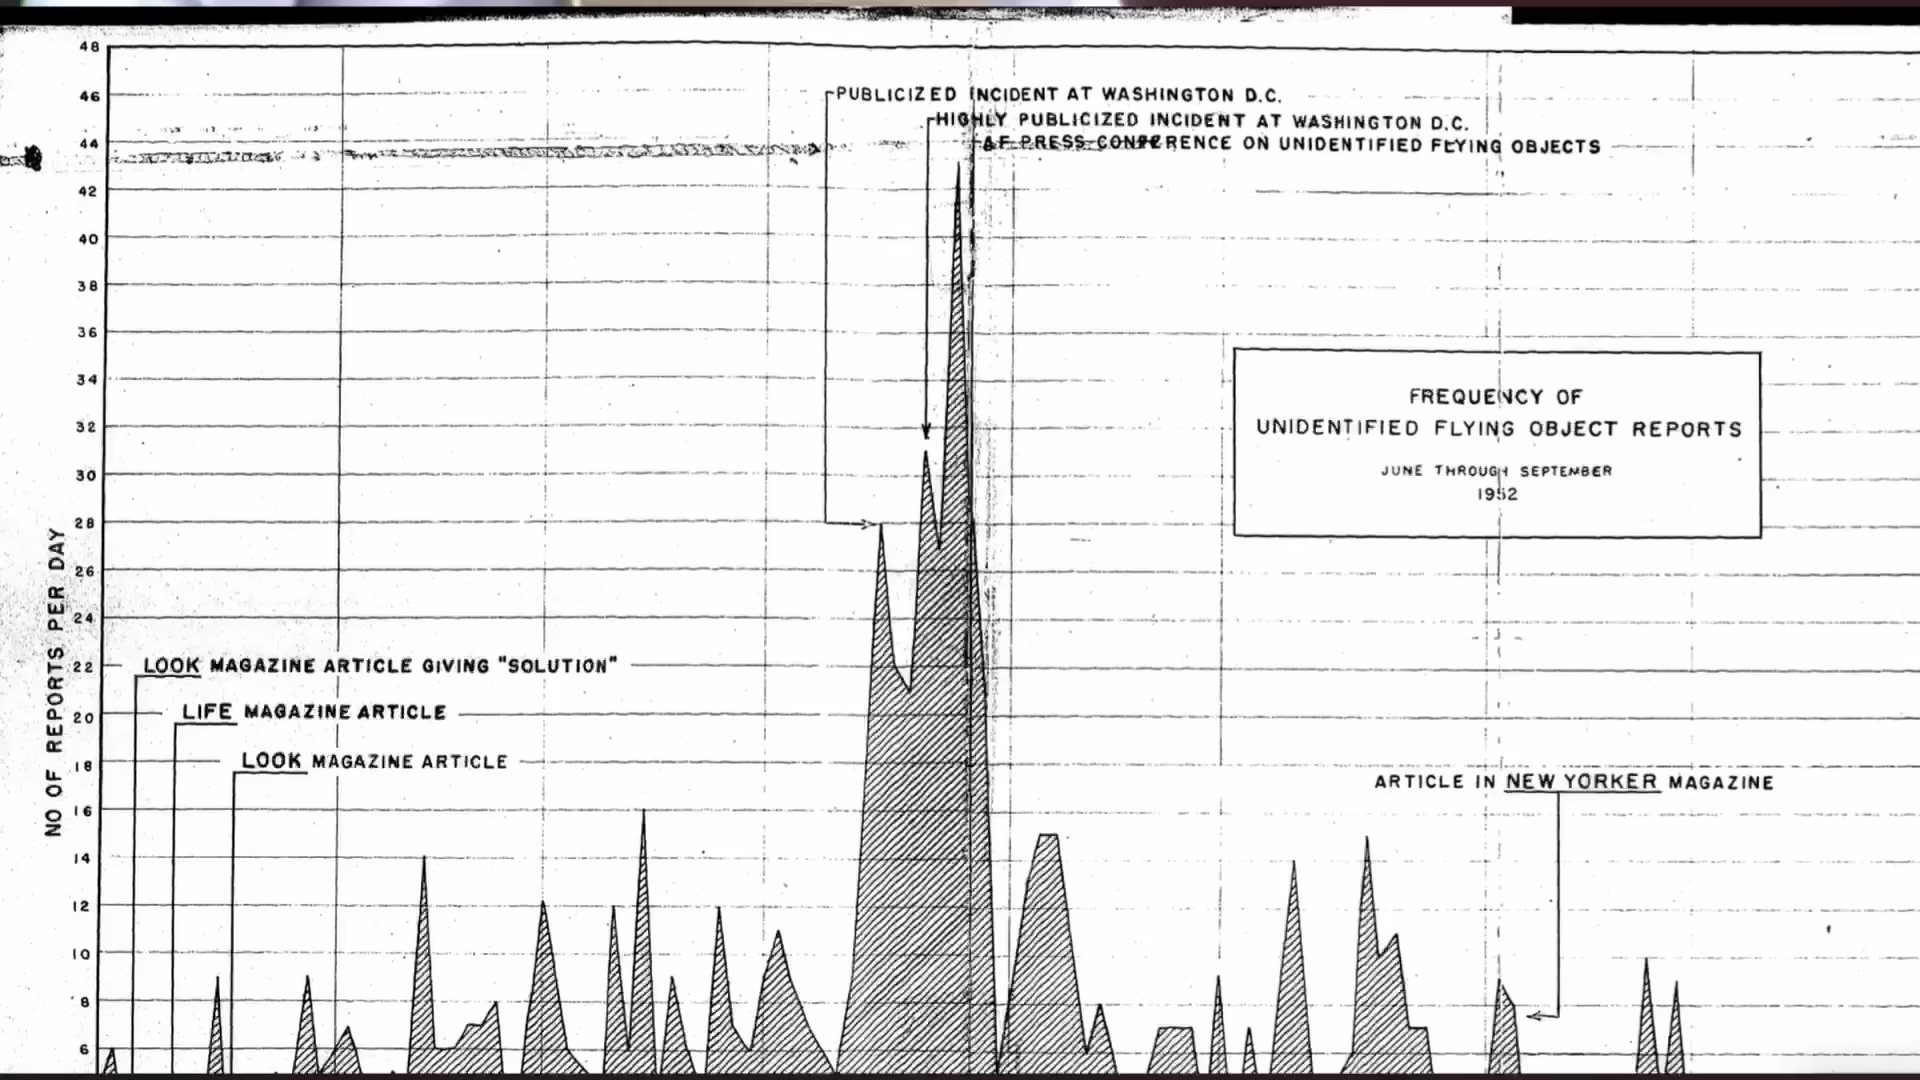 48
46
44
42
40
38
36
34
32
30
28
26
24
22
20
18
16
14
12
10
8
6
NO OF REPORTS PER DAY
PUBLICIZED INCIDENT AT WASHINGTON D.C.
HIGHLY PUBLICIZED INCIDENT AT WASHINGTON D.C.
AF PRESS CONFERENCE ON UNIDENTIFIED FLYING OBJECTS
FREQUENCY OF
UNIDENTIFIED FLYING OBJECT REPORTS
JUNE THROUGH SEPTEMBER
1952
LOOK MAGAZINE ARTICLE GIVING "SOLUTION"
LIFE MAGAZINE ARTICLE
LOOK MAGAZINE ARTICLE
ARTICLE IN NEW YORKER MAGAZINE